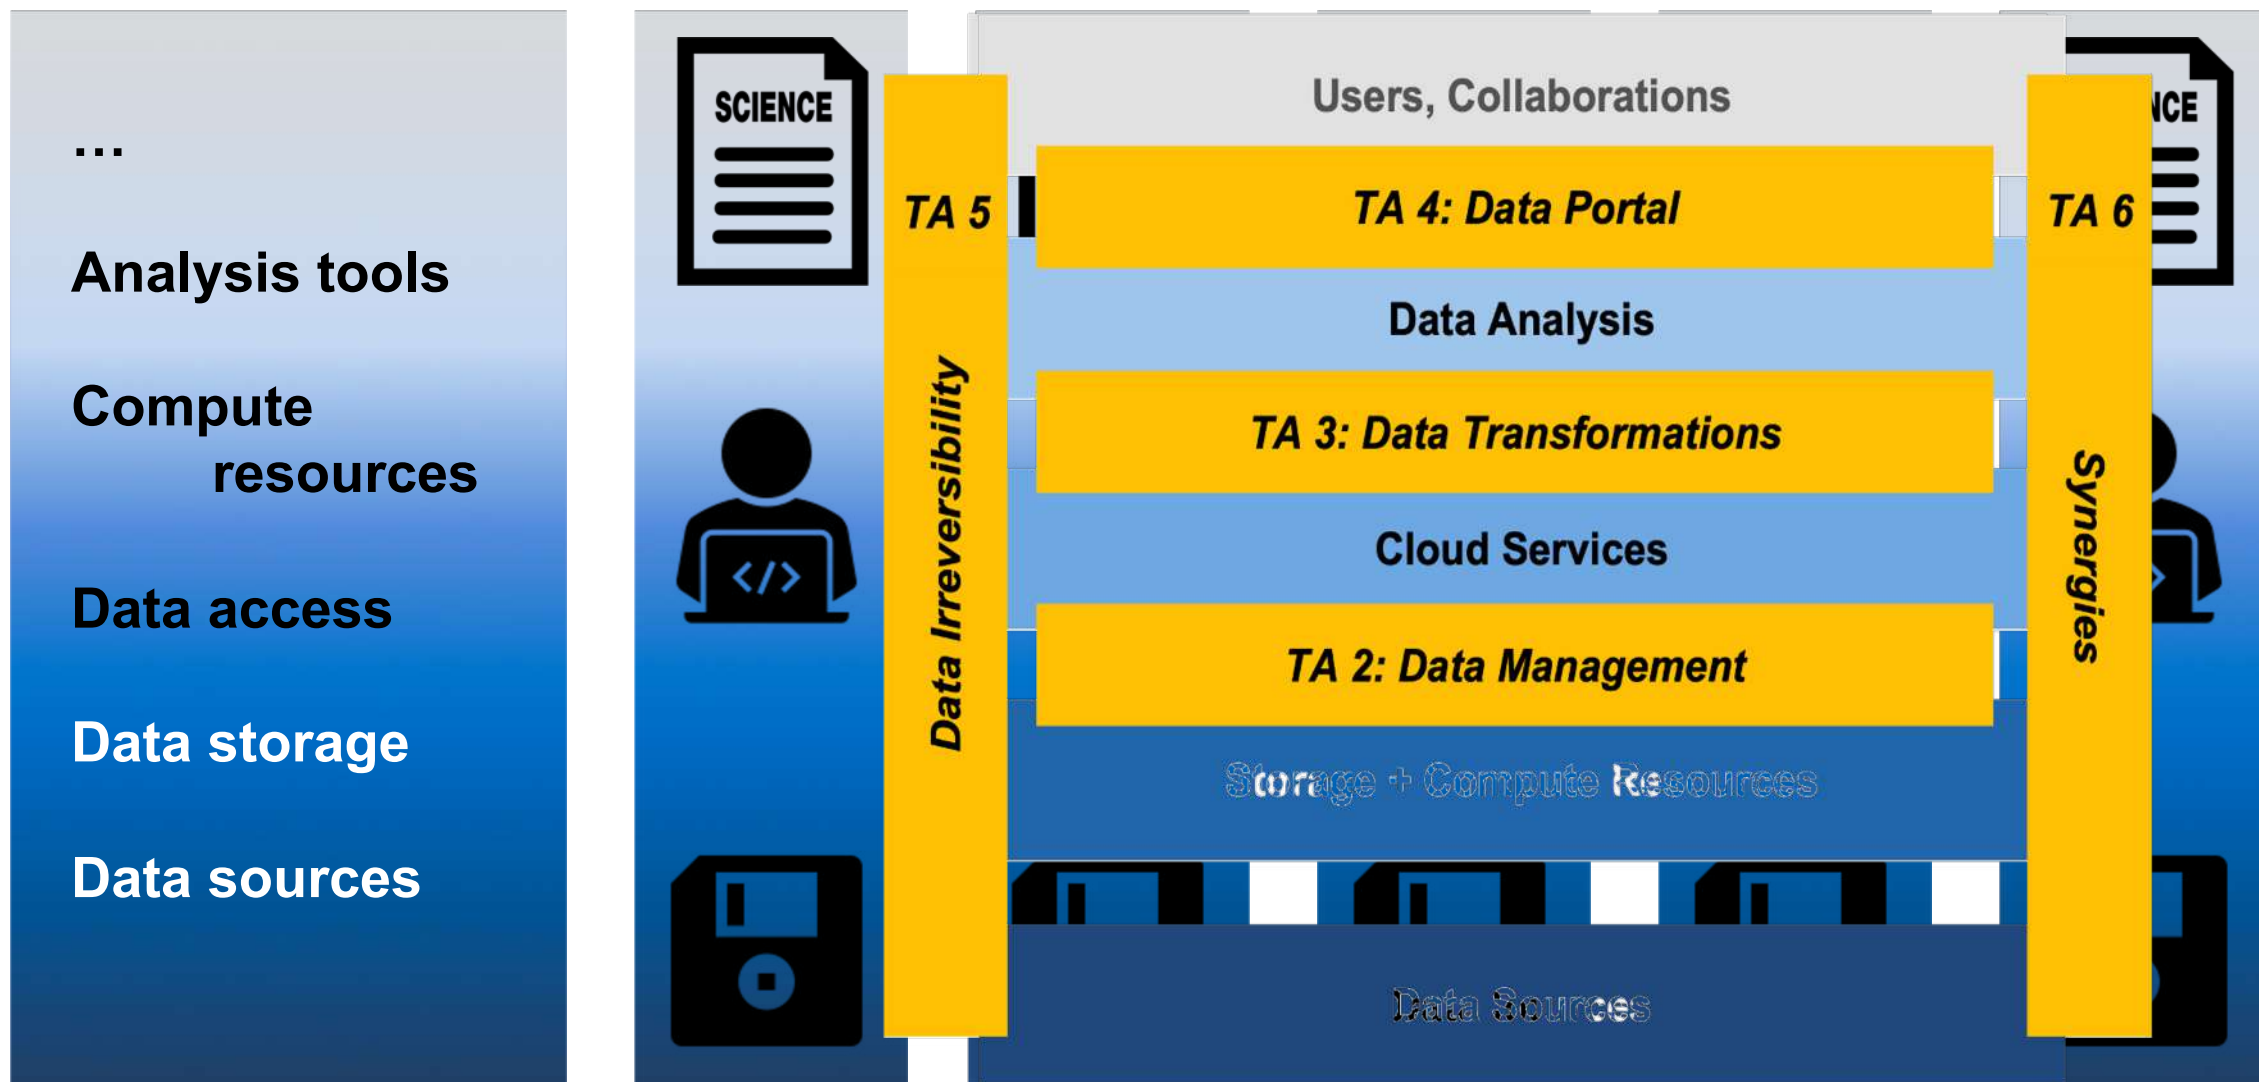 …
Analysis tools
Compute
resources
Data access
Data storage
Data sources
SCIENCE
</>
TA 5
Data Irreversibility
Users, Collaborations
TA 4: Data Portal
Data Analysis
TA 3: Data Transformations
Cloud Services
TA 2: Data Management
Storage + Compute Resources
Data Sources
TA 6
Synergies
NCE
>